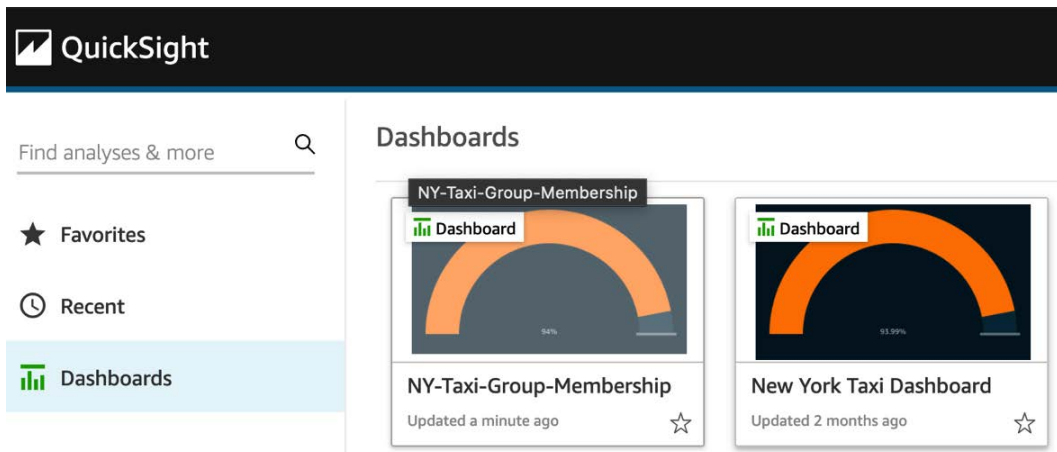 QuickSight
Find analyses & more
Favorites
Recent
Dashboards
Dashboards
NY-Taxi-Group-Membership
Dashboard
94%
NY-Taxi-Group-Membership
Updated a minute ago
Dashboard
93.99%
New York Taxi Dashboard
Updated 2 months ago